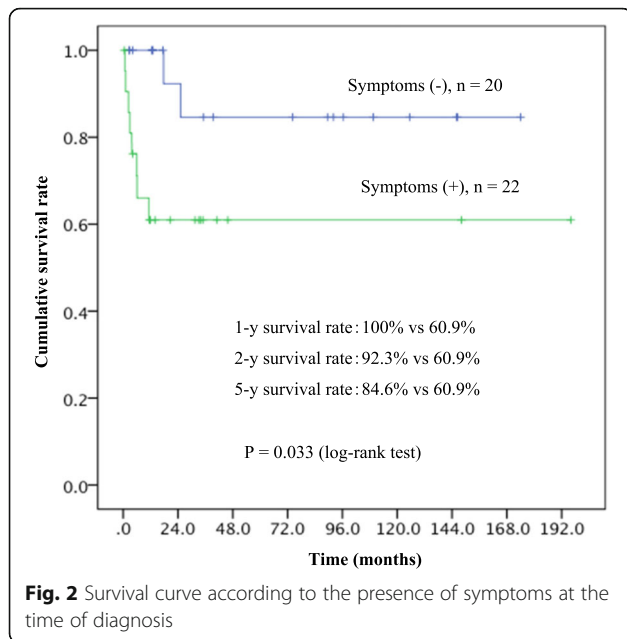 1.0
0.8
0.6
0.4
0.2
0.0
Cumulative survival rate
Symptoms (-), n = 20
Symptoms (+), n = 22
1-y survival rate: 100% vs 60.9%
2-y survival rate: 92.3% vs 60.9%
5-y survival rate: 84.6% vs 60.9%
P = 0.033 (log-rank test)
.0 24.0 48.0 72.0 96.0 120.0 144.0 168.0 192.0
Time (months)
Fig. 2 Survival curve according to the presence of symptoms at the
time of diagnosis